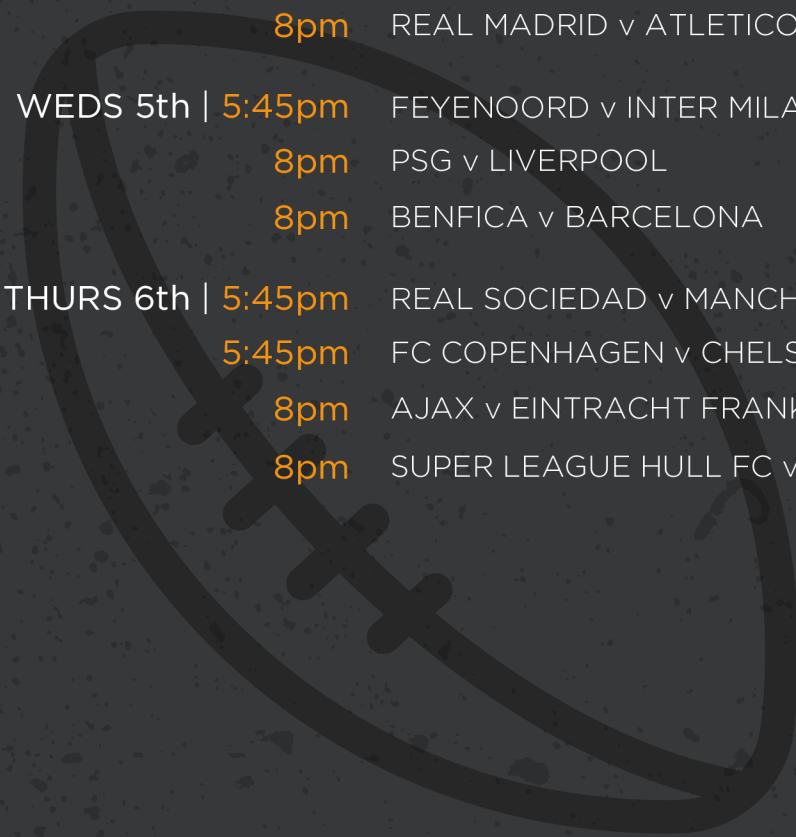 8pm REAL MADRID v ATLETICO
WEDS 5th | 5:45pm FEYENOORD v INTER MILA
8pm PSG v LIVERPOOL
8pm BENFICA v BARCELONA
THURS 6th | 5:45pm REAL SOCIEDAD v MANCH
5:45pm FC COPENHAGEN v CHELS
8pm AJAX v EINTRACHT FRANK
8pm SUPER LEAGUE HULL FC v